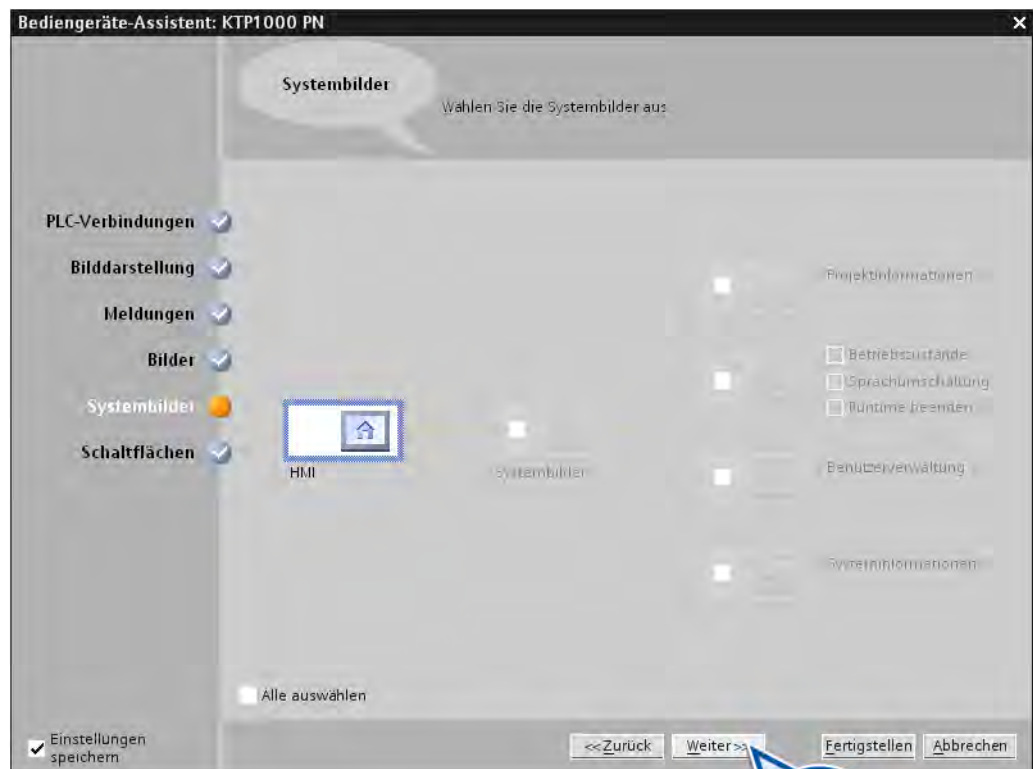 Bediengeräte-Assistent: KTP1000 PN
Systembilder
Wählen Sie die Systembilder aus
PLC-Verbindungen
Bilddarstellung
Meldungen
Bilder
Systembilder
Schaltflächen
HMI
Systembilder
Projektinformationen
Betriebszustände
Sprachumschaltung
Runtime beenden
Benutzerverwaltung
Systeminformationen
Alle auswählen
Einstellungen
speichern
<<Zurück
Weiter>>
Fertigstellen
Abbrechen